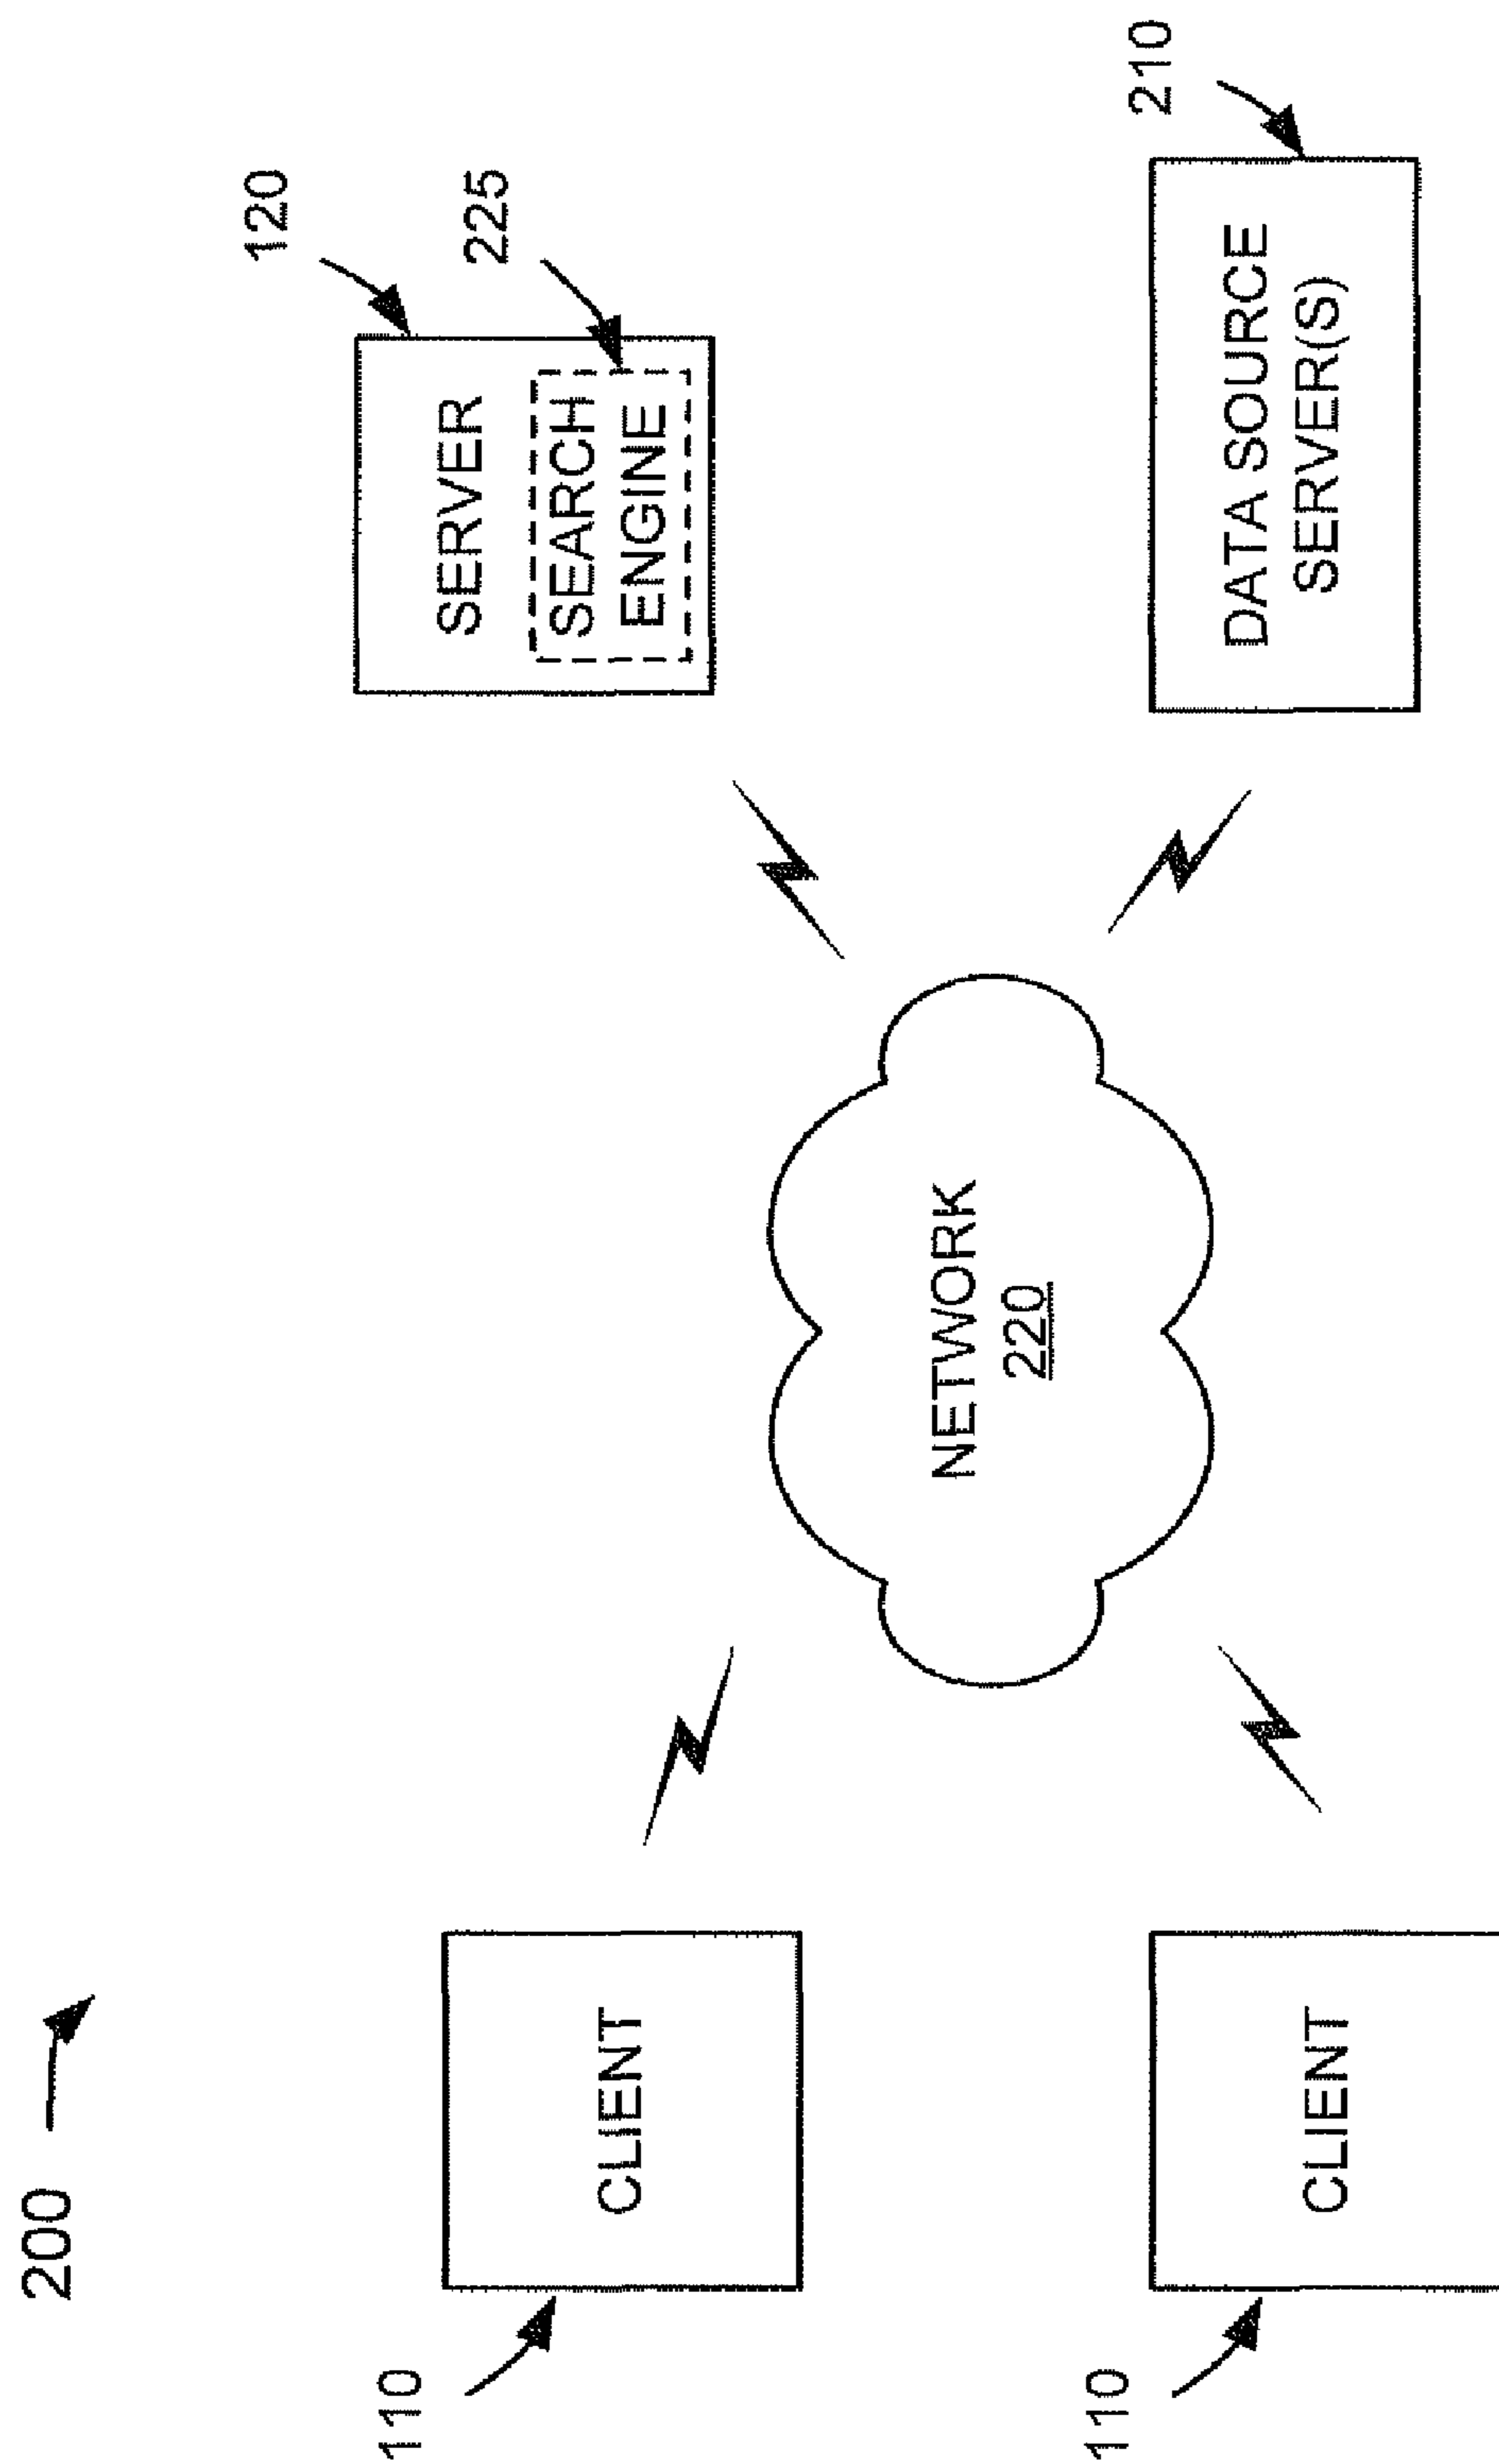 200
110
CLIENT
110
CLIENT
NETWORK
220
120
225
SERVER
SEARCH
ENGINE
210
DATA SOURCE
SERVER(S)